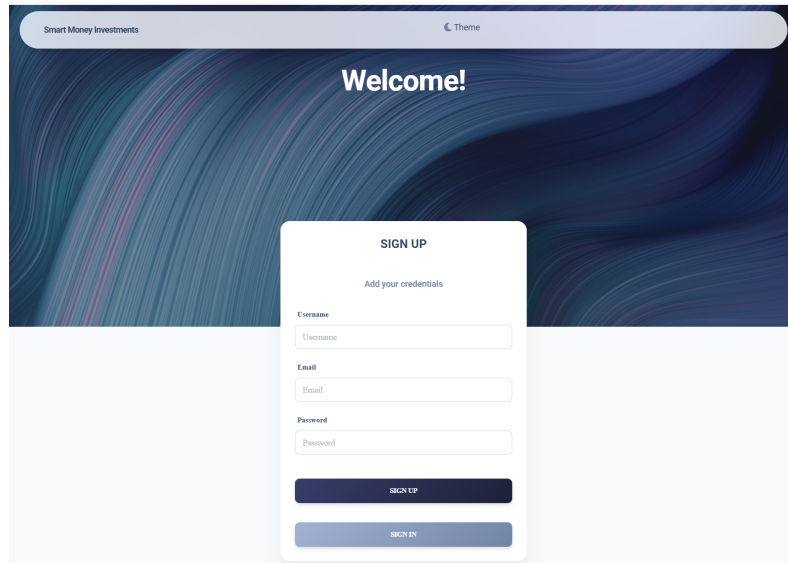 Smart Money Investments
Theme
Welcome!
SIGN UP
Add your credentials
Username
Username
Email
Email
Password
Password
SIGN UP
SIGN IN